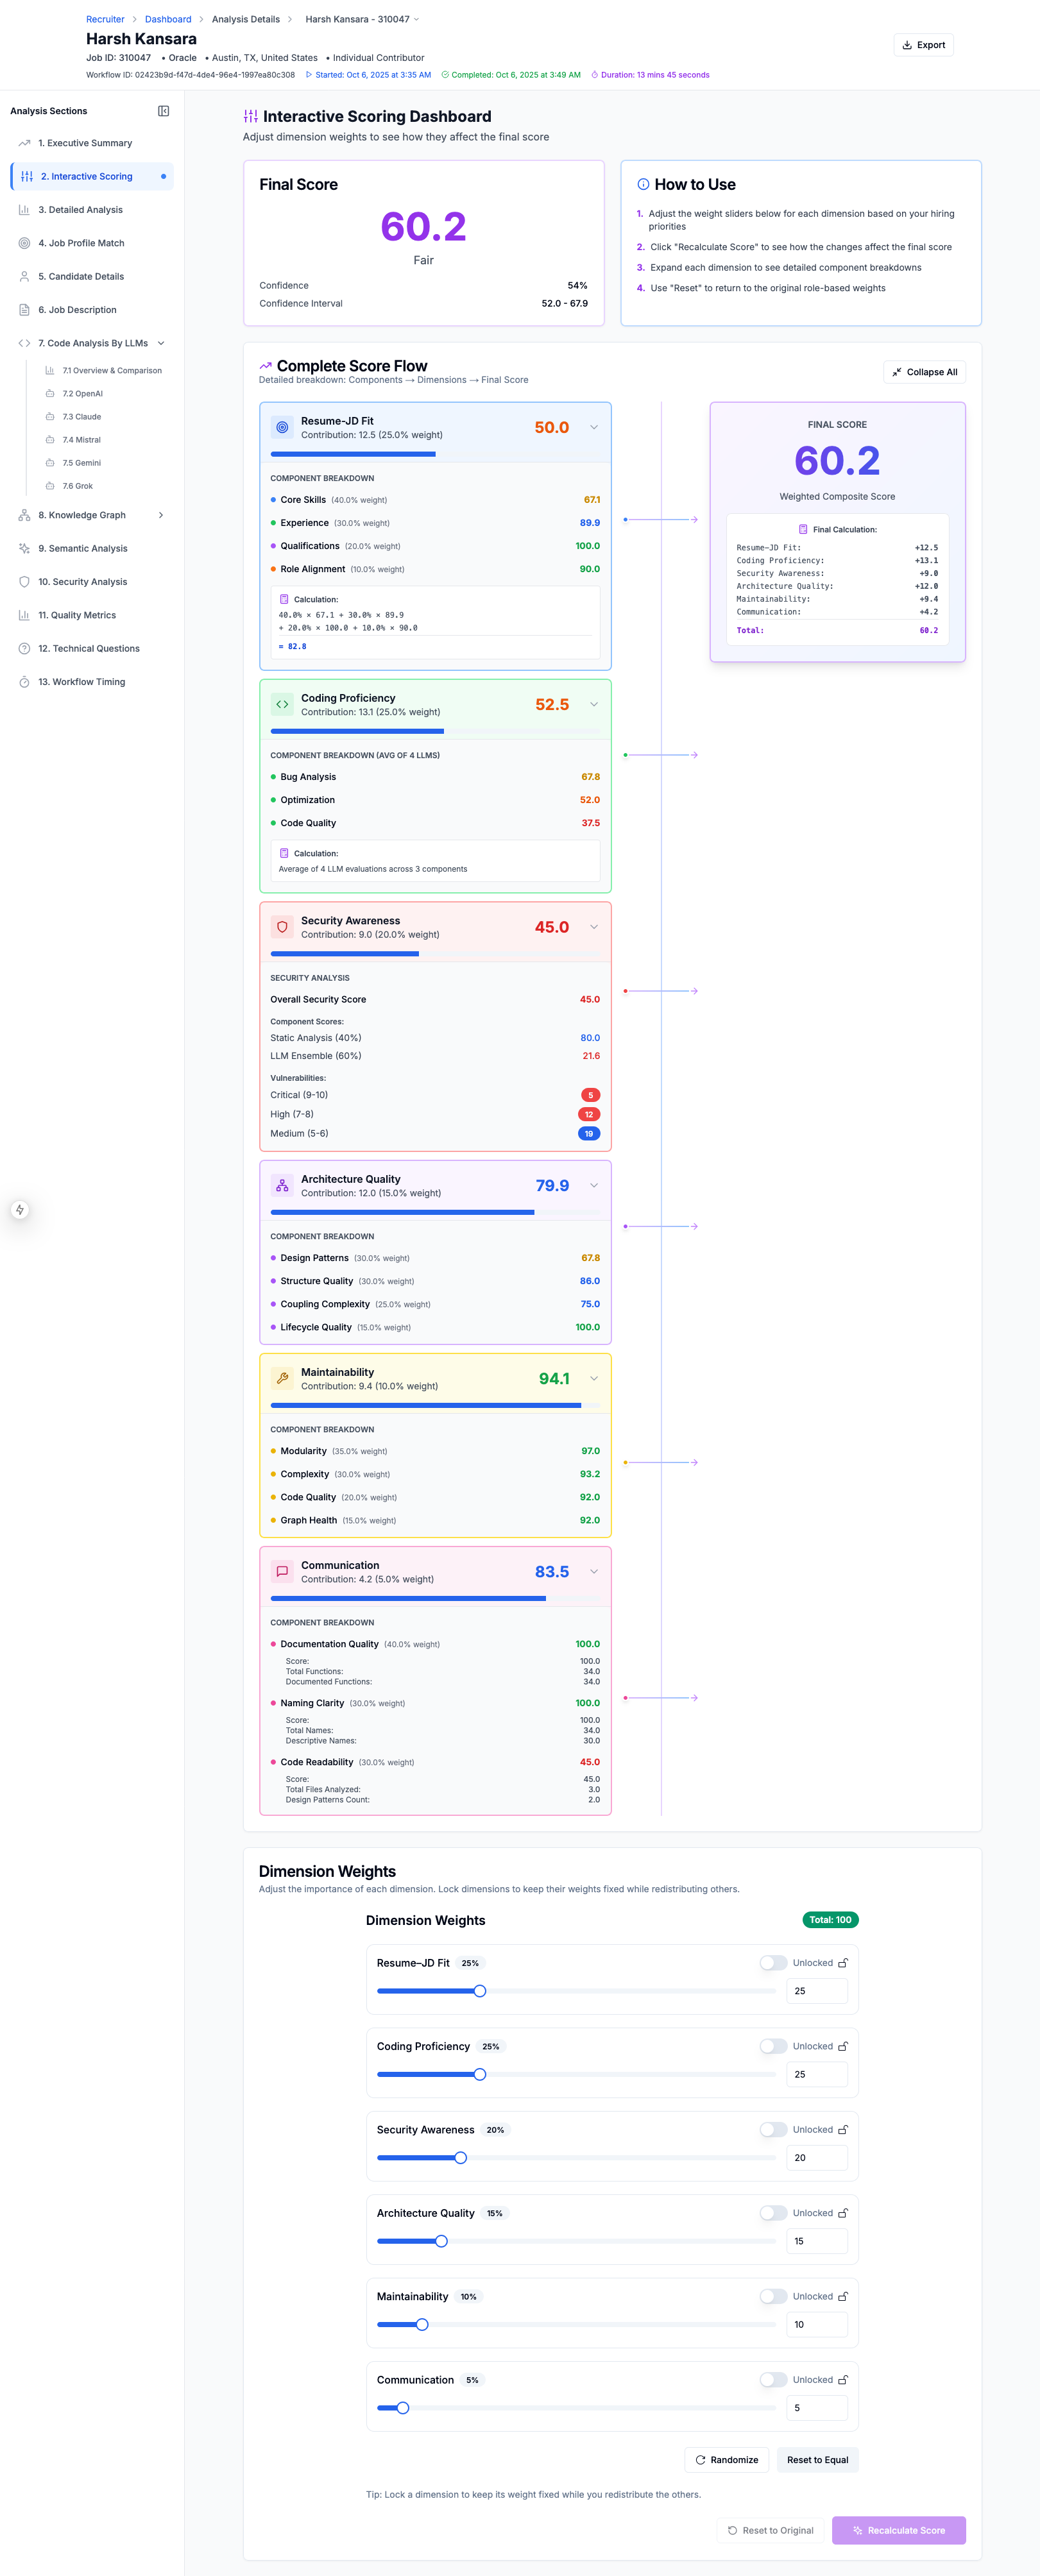 Recruiter > Dashboard > Analysis Details > Harsh Kansara - 310047
Harsh Kansara
Job ID: 310047 • Oracle • Austin, TX, United States • Individual Contributor
Workflow ID: 02423b9d-f47d-4de4-96e4-1997ea80c308 Started: Oct 6, 2025 at 3:35 AM Completed: Oct 6, 2025 at 3:49 AM Duration: 13 mins 45 seconds
Export
Analysis Sections
1. Executive Summary
2. Interactive Scoring
3. Detailed Analysis
4. Job Profile Match
5. Candidate Details
6. Job Description
7. Code Analysis By LLMs
7.1 Overview & Comparison
7.2 OpenAI
7.3 Claude
7.4 Mistral
7.5 Gemini
7.6 Grok
8. Knowledge Graph
9. Semantic Analysis
10. Security Analysis
11. Quality Metrics
12. Technical Questions
13. Workflow Timing
Interactive Scoring Dashboard
Adjust dimension weights to see how they affect the final score
Final Score
60.2
Fair
Confidence 54%
Confidence Interval 52.0 - 67.9
How to Use
1. Adjust the weight sliders below for each dimension based on your hiring
priorities
2. Click "Recalculate Score" to see how the changes affect the final score
3. Expand each dimension to see detailed component breakdowns
4. Use "Reset" to return to the original role-based weights
Complete Score Flow
Detailed breakdown: Components → Dimensions → Final Score
Collapse All
Resume-JD Fit
Contribution: 12.5 (25.0% weight)
50.0
COMPONENT BREAKDOWN
Core Skills (40.0% weight) 67.1
Experience (30.0% weight) 89.9
Qualifications (20.0% weight) 100.0
Role Alignment (10.0% weight) 90.0
Calculation:
40.0% × 67.1 + 30.0% × 89.9
+ 20.0% × 100.0 + 10.0% × 90.0
= 82.8
Coding Proficiency
Contribution: 13.1 (25.0% weight)
52.5
COMPONENT BREAKDOWN (AVG OF 4 LLMS)
Bug Analysis 67.8
Optimization 52.0
Code Quality 37.5
Calculation:
Average of 4 LLM evaluations across 3 components
Security Awareness
Contribution: 9.0 (20.0% weight)
45.0
SECURITY ANALYSIS
Overall Security Score 45.0
Component Scores:
Static Analysis (40%) 80.0
LLM Ensemble (60%) 21.6
Vulnerabilities:
Critical (9-10) 5
High (7-8) 12
Medium (5-6) 19
Architecture Quality
Contribution: 12.0 (15.0% weight)
79.9
COMPONENT BREAKDOWN
Design Patterns (30.0% weight) 67.8
Structure Quality (30.0% weight) 86.0
Coupling Complexity (25.0% weight) 75.0
Lifecycle Quality (15.0% weight) 100.0
Maintainability
Contribution: 9.4 (10.0% weight)
94.1
COMPONENT BREAKDOWN
Modularity (35.0% weight) 97.0
Complexity (30.0% weight) 93.2
Code Quality (20.0% weight) 92.0
Graph Health (15.0% weight) 92.0
Communication
Contribution: 4.2 (5.0% weight)
83.5
COMPONENT BREAKDOWN
Documentation Quality (40.0% weight) 100.0
Score: 100.0
Total Functions: 34.0
Documented Functions: 34.0
Naming Clarity (30.0% weight) 100.0
Score: 100.0
Total Names: 34.0
Descriptive Names: 30.0
Code Readability (30.0% weight) 45.0
Score: 45.0
Total Files Analyzed: 3.0
Design Patterns Count: 2.0
FINAL SCORE
60.2
Weighted Composite Score
Final Calculation:
Resume-JD Fit: +12.5
Coding Proficiency: +13.1
Security Awareness: +9.0
Architecture Quality: +12.0
Maintainability: +9.4
Communication: +4.2
Total: 60.2
Dimension Weights
Adjust the importance of each dimension. Lock dimensions to keep their weights fixed while redistributing others.
Dimension Weights Total: 100
Resume–JD Fit 25% Unlocked
25
Coding Proficiency 25% Unlocked
25
Security Awareness 20% Unlocked
20
Architecture Quality 15% Unlocked
15
Maintainability 10% Unlocked
10
Communication 5% Unlocked
5
Randomize Reset to Equal
Tip: Lock a dimension to keep its weight fixed while you redistribute the others.
Reset to Original Recalculate Score